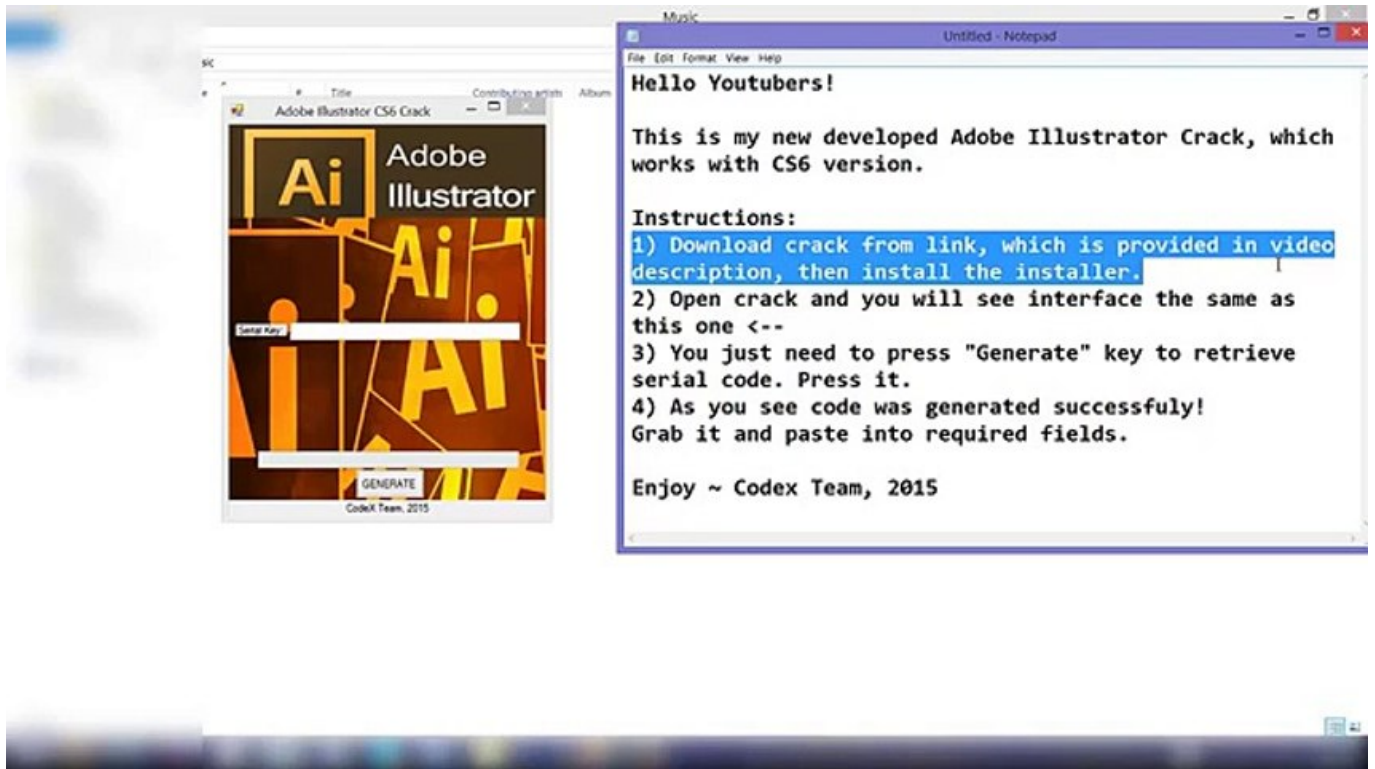 Music
Untitled - Notepad
File Edit Format View Help
Hello Youtubers!
This is my new developed Adobe Illustrator Crack, which
works with CS6 version.
Instructions:
1) Download crack from link, which is provided in video
description, then install the installer.
2) Open crack and you will see interface the same as
this one <--
3) You just need to press "Generate" key to retrieve
serial code. Press it.
4) As you see code was generated successfuly!
Grab it and paste into required fields.
Enjoy ~ Codex Team, 2015
sic
# Title Contributing artists Album
Adobe Illustrator CS6 Crack
Ai Adobe
Illustrator
Ai
Ai
Serial Key:
GENERATE
CodeX Team, 2015